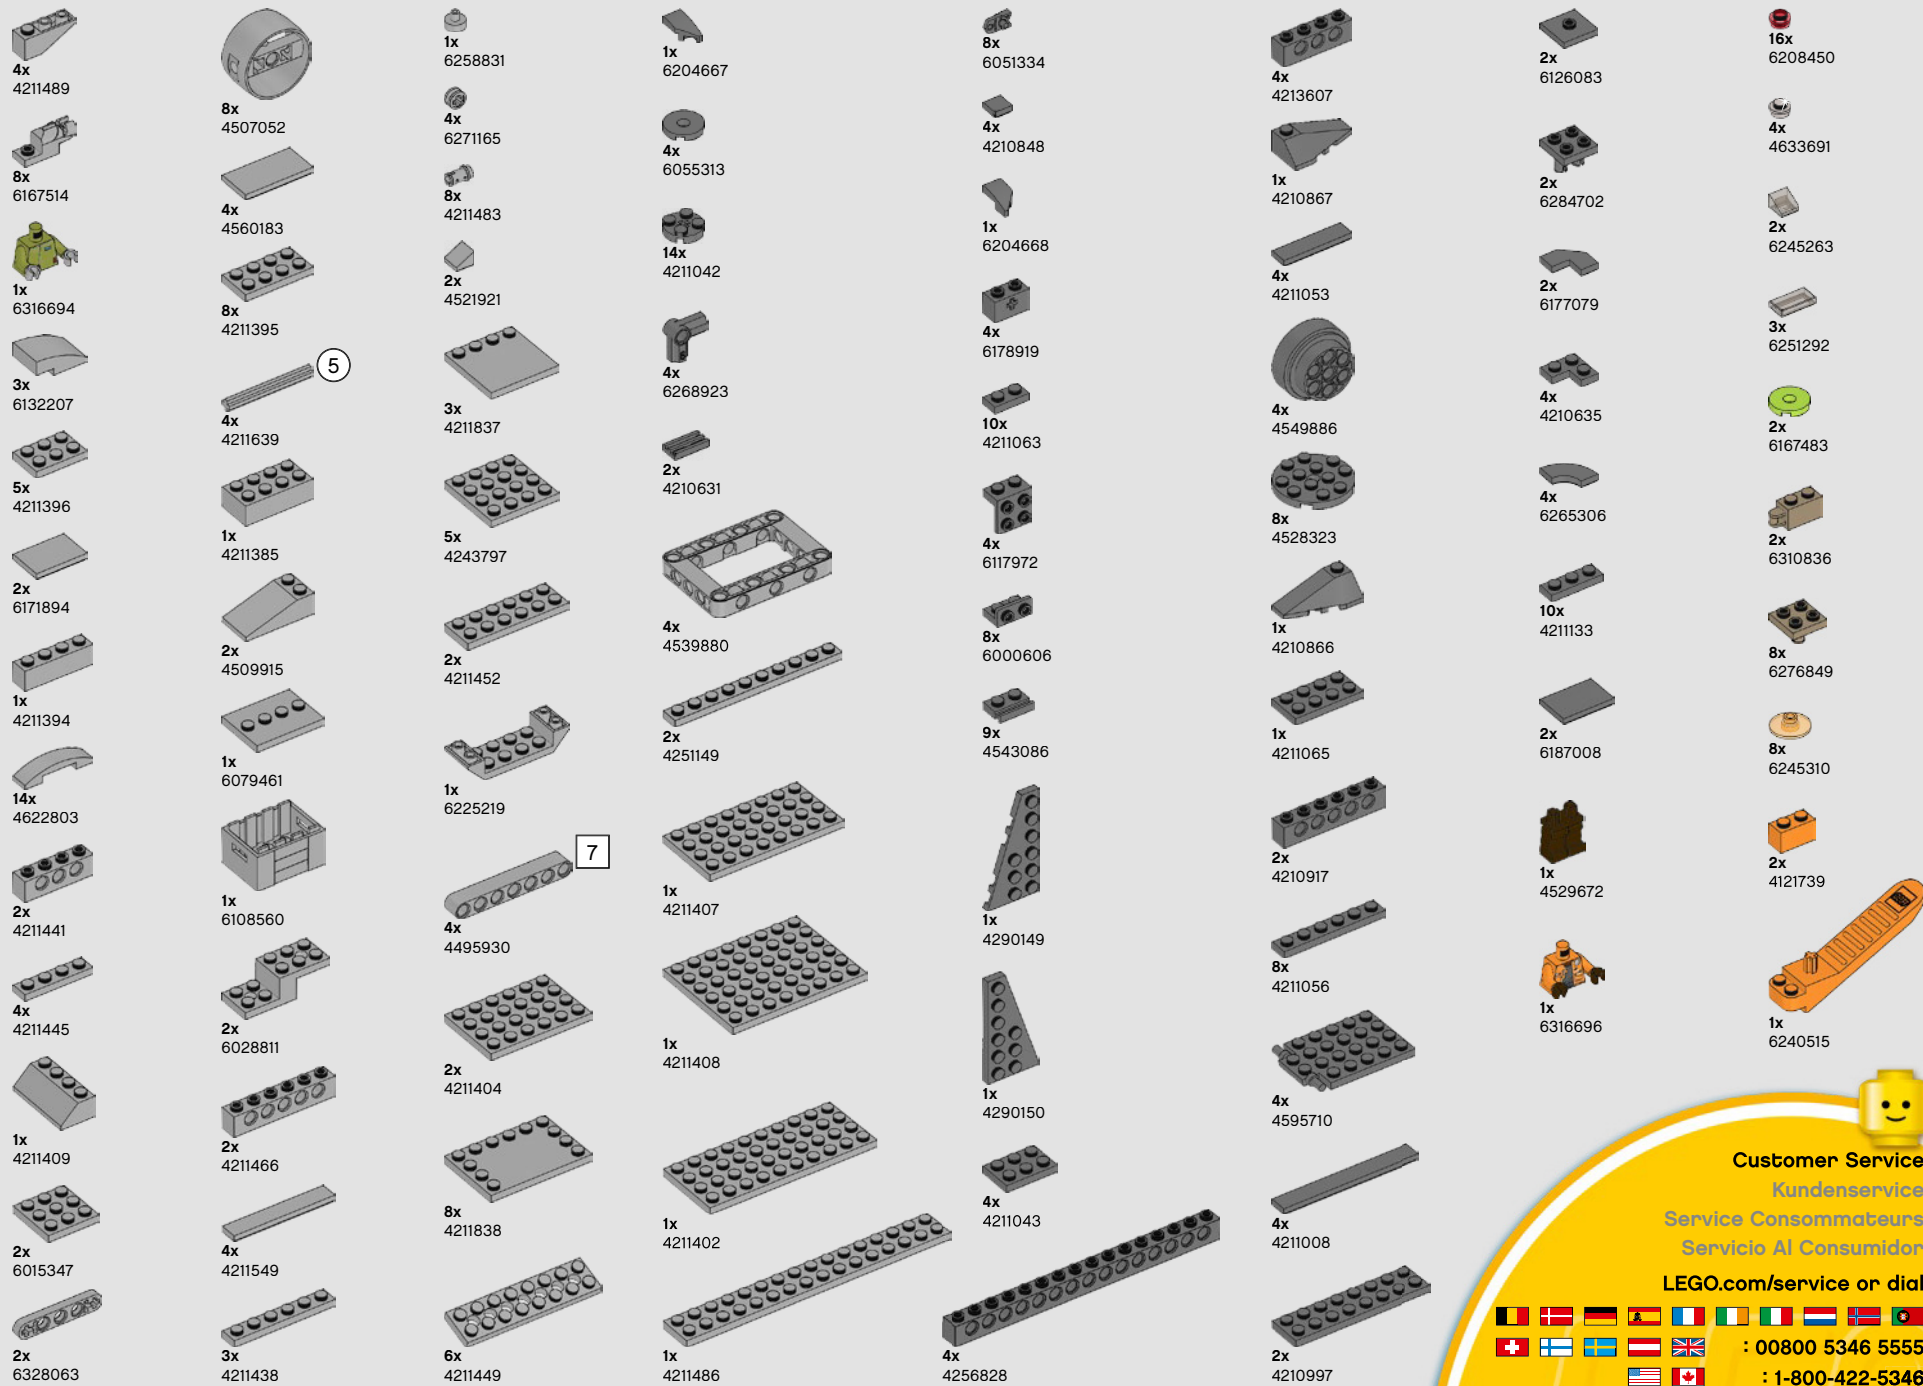 4x
4211489
8x
6167514
1x
6316694
3x
6132207
5x
4211396
2x
6171894
1x
4211394
14x
4622803
2x
4211441
4x
4211445
1x
4211409
2x
6015347
2x
6328063
8x
4507052
4x
4560183
8x
4211395
5
4x
4211639
1x
4211385
2x
4509915
1x
6079461
1x
6108560
2x
6028811
2x
4211466
4x
4211549
3x
4211438
1x
6258831
4x
6271165
8x
4211483
2x
4521921
3x
4211837
5x
4243797
2x
4211452
1x
6225219
7
4x
4495930
2x
4211404
8x
4211838
6x
4211449
1x
6204667
4x
6055313
14x
4211042
4x
6268923
2x
4210631
4x
4539880
2x
4251149
1x
4211407
1x
4211408
1x
4211402
1x
4211486
8x
6051334
4x
4210848
1x
6204668
4x
6178919
10x
4211063
4x
6117972
8x
6000606
9x
4543086
1x
4290149
1x
4290150
4x
4211043
4x
4256828
4x
4213607
1x
4210867
4x
4211053
4x
4549886
8x
4528323
1x
4210866
1x
4211065
2x
4210917
8x
4211056
4x
4595710
4x
4211008
2x
4210997
2x
6126083
2x
6284702
2x
6177079
4x
4210635
4x
6265306
10x
4211133
2x
6187008
1x
4529672
1x
6316696
16x
6208450
4x
4633691
2x
6245263
3x
6251292
2x
6167483
2x
6310836
8x
6276849
8x
6245310
2x
4121739
1x
6240515
Customer Service
Kundenservice
Service Consommateurs
Servicio Al Consumidor
LEGO.com/service or dial
: 00800 5346 5555
: 1-800-422-5346